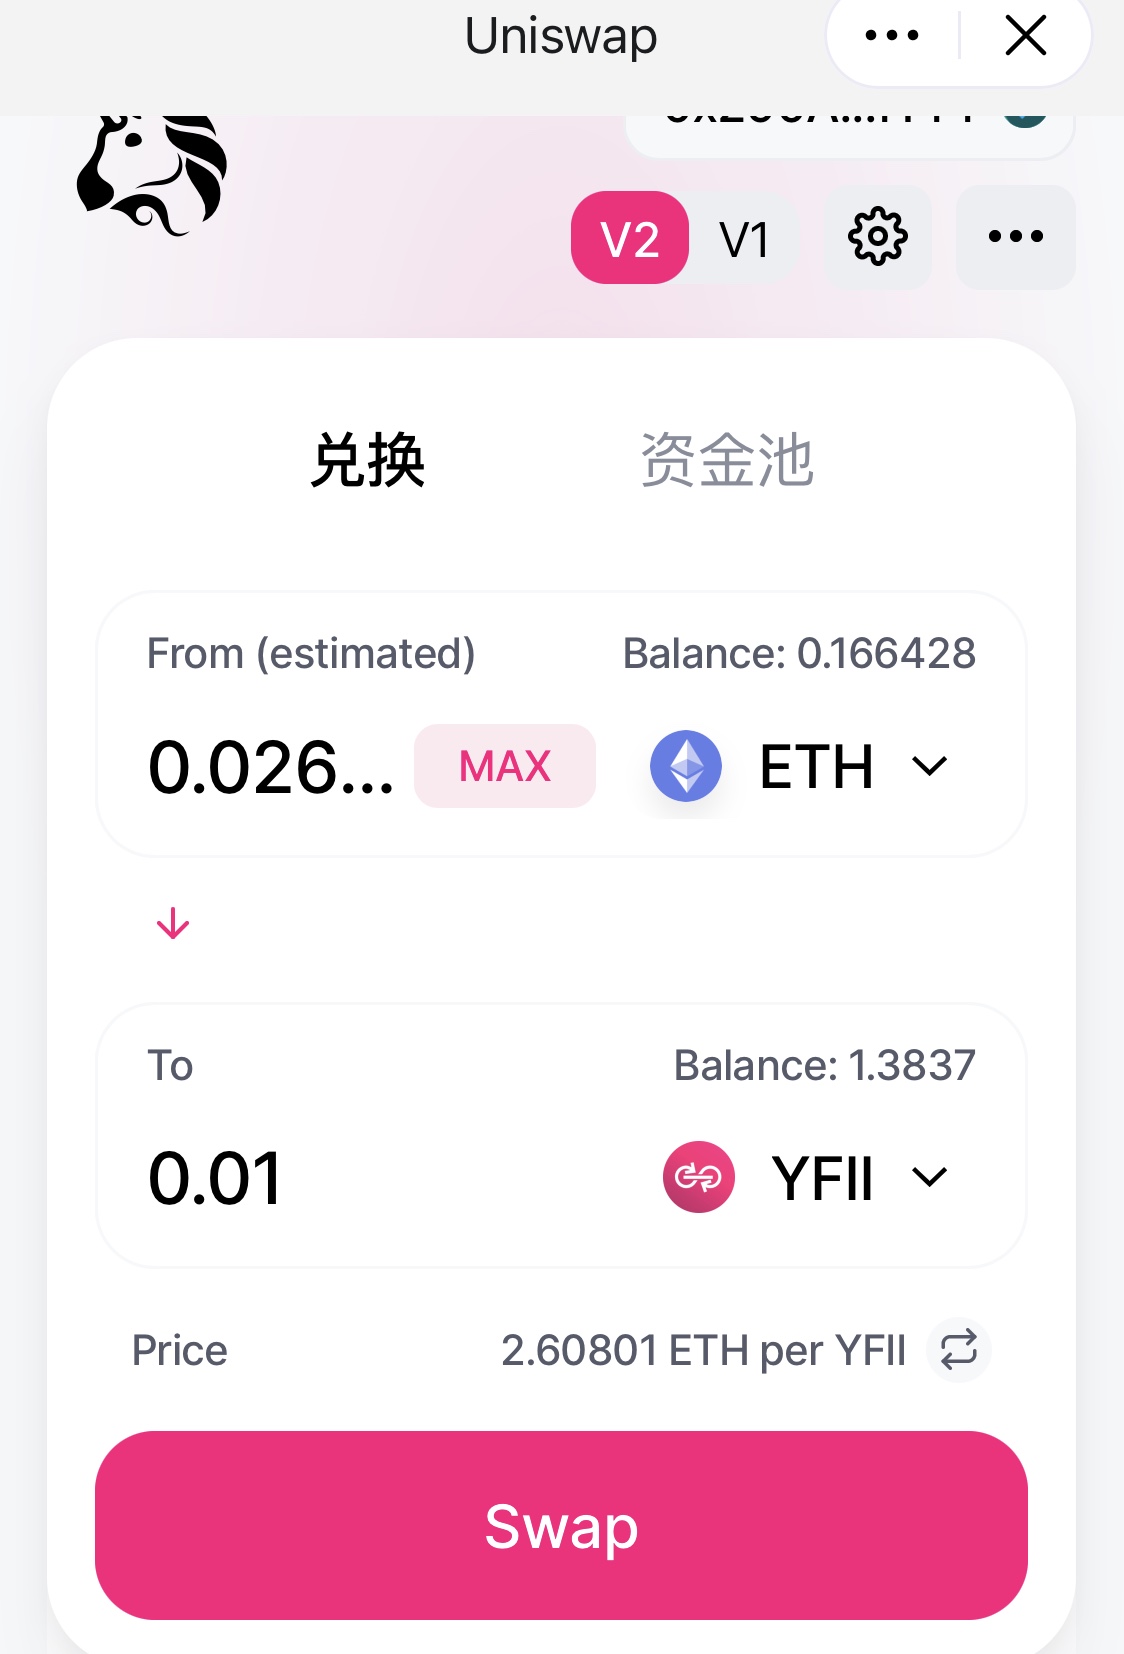 Uniswap
V2 V1
兑换 资金池
From (estimated) Balance: 0.166428
0.026... MAX ETH
To Balance: 1.3837
0.01 YFII
Price 2.60801 ETH per YFII
Swap